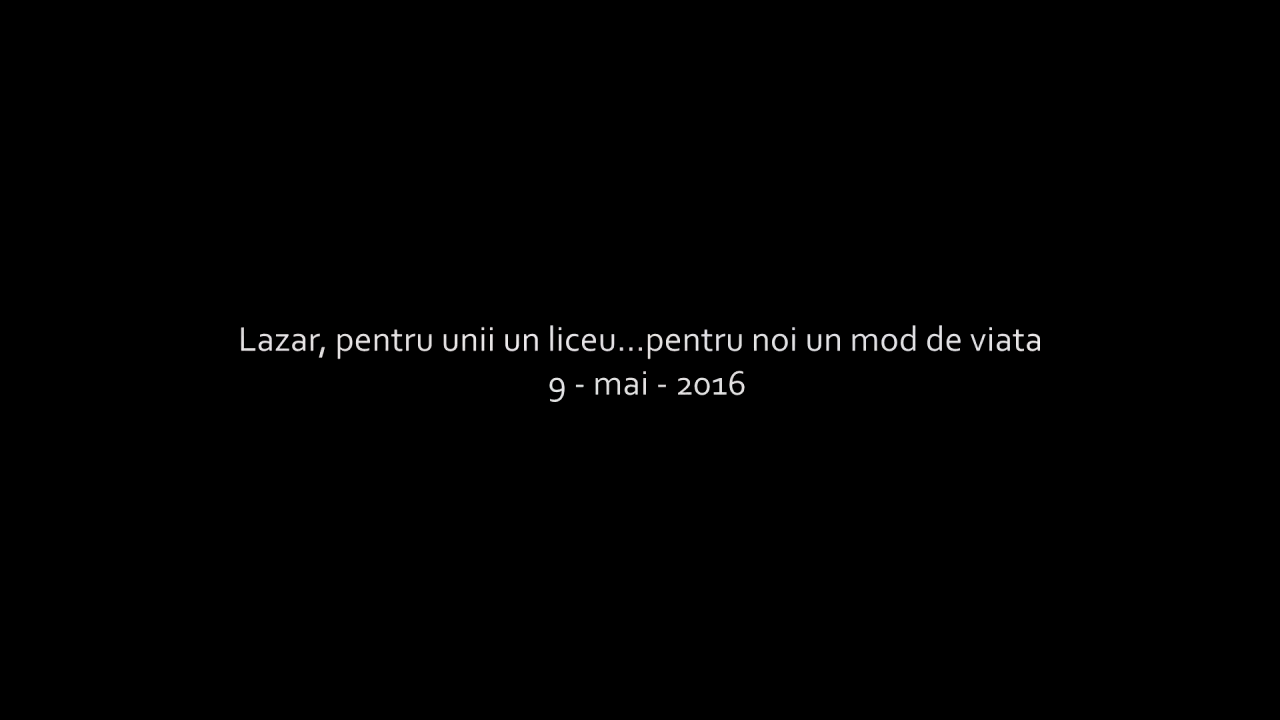 Lazar, pentru unii un liceu...pentru noi un mod de viata
9 - mai - 2016